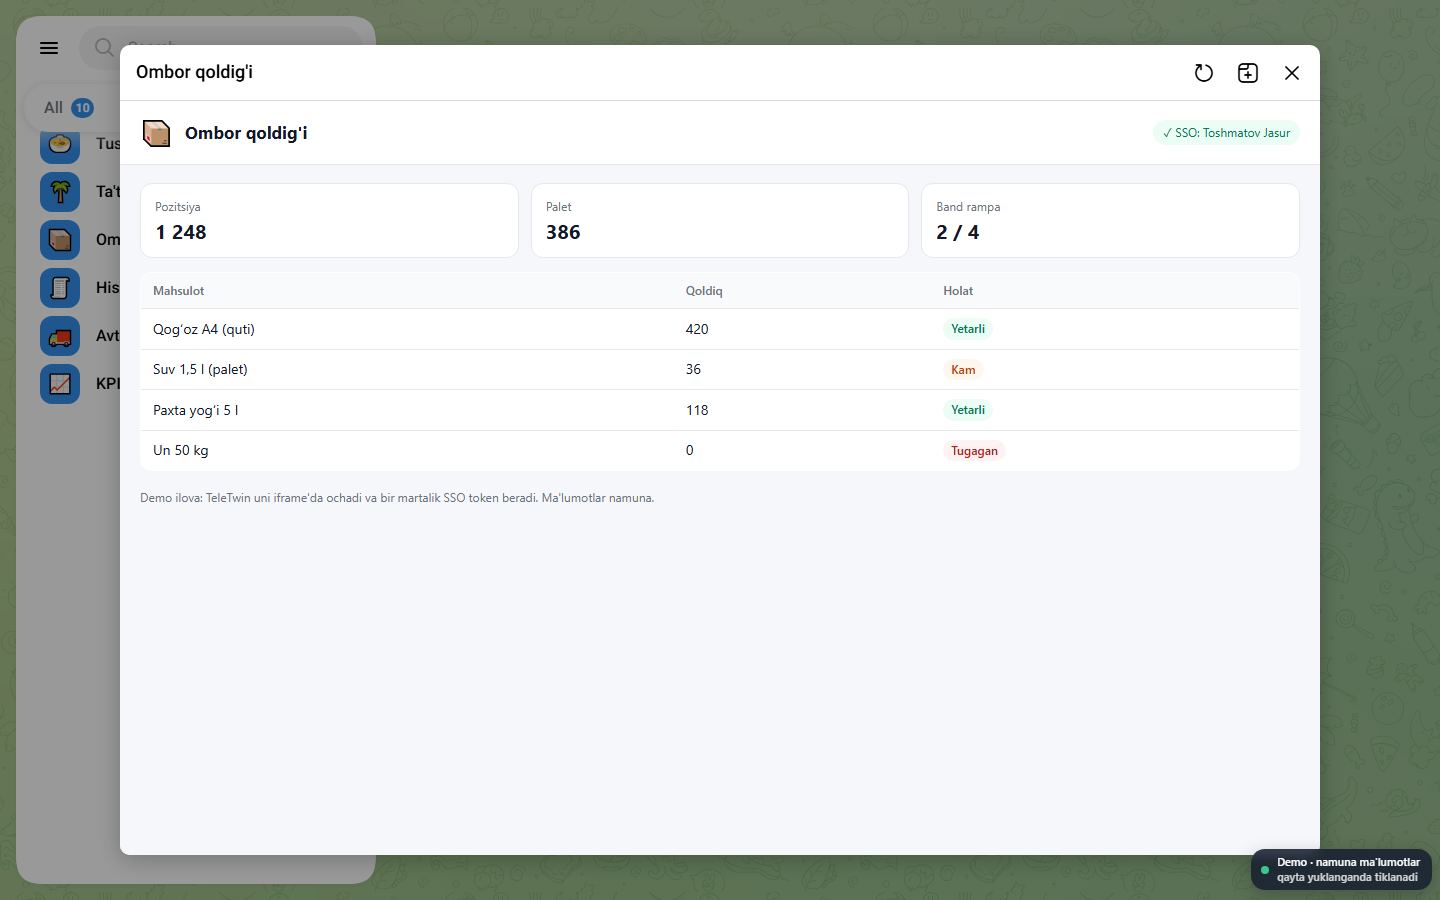 Ombor qoldig'i
All 10
Tus
Ta't
Om
His
Avt
KPI
Ombor qoldig'i
✓ SSO: Toshmatov Jasur
Pozitsiya
1 248
Palet
386
Band rampa
2 / 4
Mahsulot Qoldiq Holat
Qog‘oz A4 (quti) 420 Yetarli
Suv 1,5 l (palet) 36 Kam
Paxta yog‘i 5 l 118 Yetarli
Un 50 kg 0 Tugagan
Demo ilova: TeleTwin uni iframe'da ochadi va bir martalik SSO token beradi. Ma'lumotlar namuna.
Demo · namuna ma'lumotlar
qayta yuklanganda tiklanadi